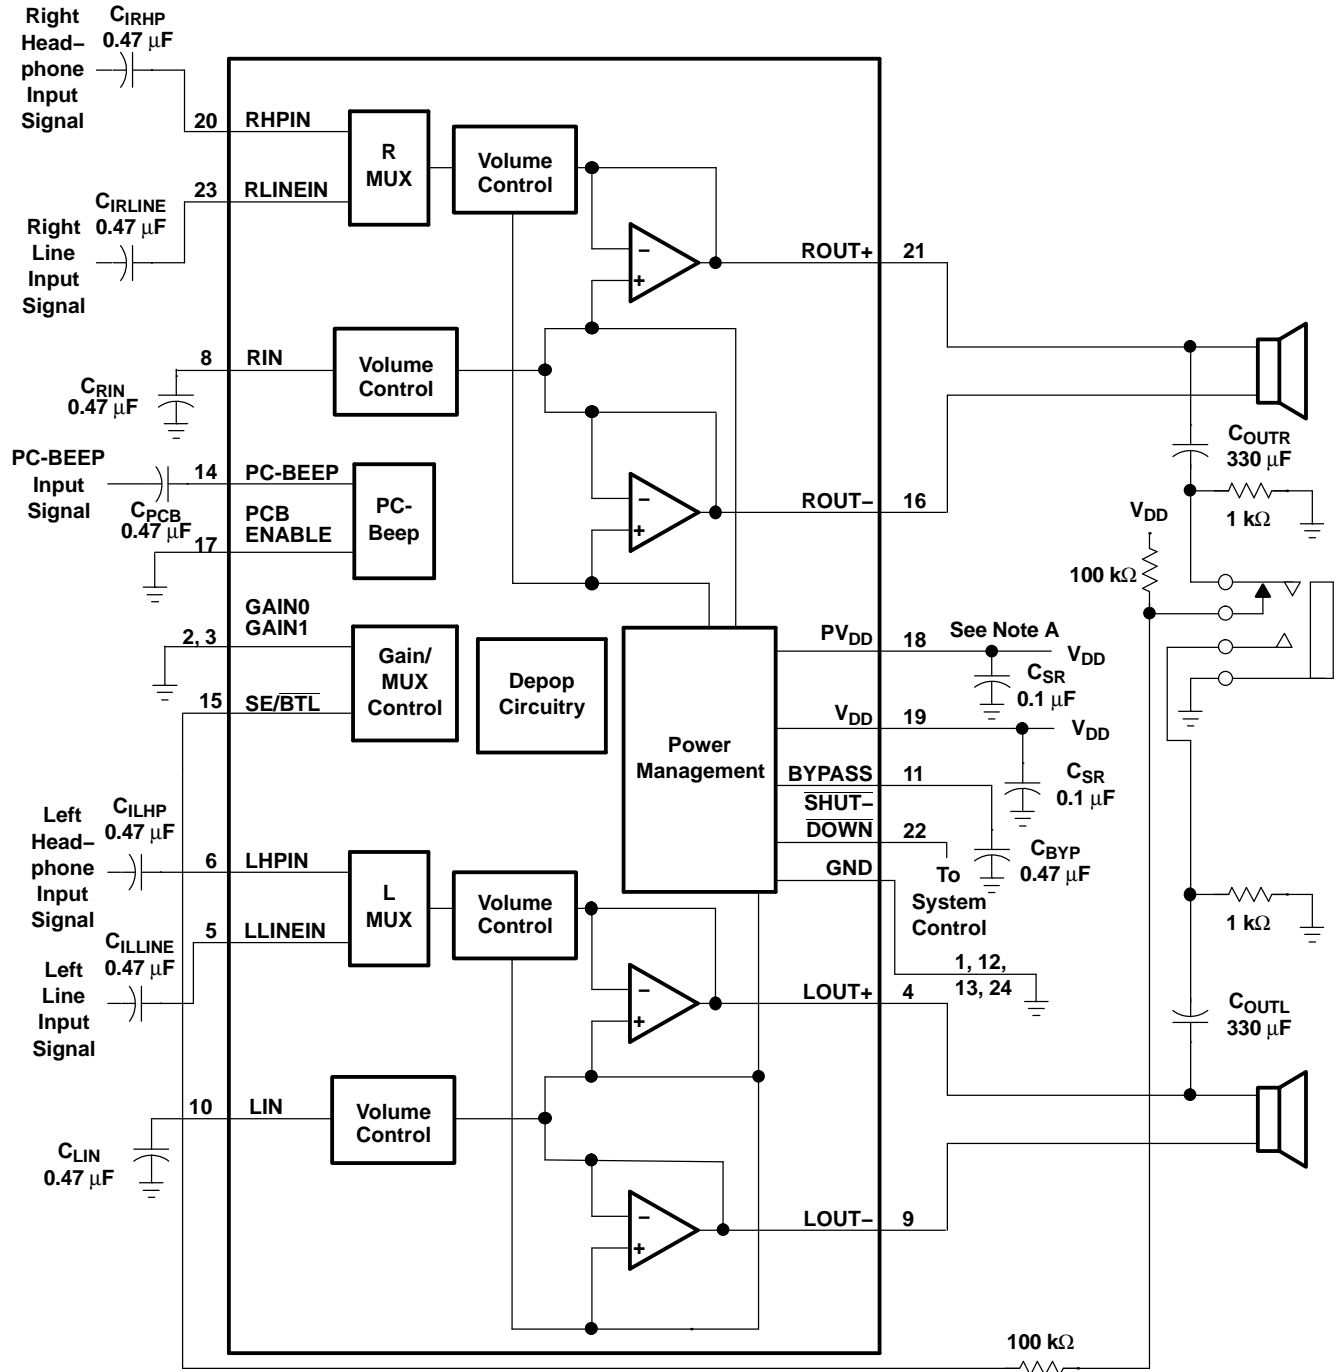 Right
Head–
phone
Input
Signal
CIRHP
0.47 µF
20
RHPIN
R
MUX
Volume
Control
23
RLINEIN
CIRLINE
0.47 µF
Right
Line
Input
Signal
ROUT+
21
8
RIN
Volume
Control
CRIN
0.47 µF
COUTR
330 µF
1 kΩ
PC-BEEP
Input
Signal
14
PC-BEEP
CPCB
0.47 µF
PCB
ENABLE
17
PC-
Beep
ROUT–
16
VDD
100 kΩ
GAIN0
GAIN1
2, 3
Gain/
MUX
Control
15
SE/BTL
Depop
Circuitry
Power
Management
PVDD
18
See Note A
VDD
CSR
0.1 µF
VDD
19
VDD
CSR
0.1 µF
BYPASS
11
SHUT–
DOWN
22
CBYP
0.47 µF
GND
To
System
Control
1, 12,
13, 24
Left
Head–
phone
Input
Signal
CILHP
0.47 µF
6
LHPIN
L
MUX
Volume
Control
5
LLINEIN
CILLINE
0.47 µF
Left
Line
Input
Signal
1 kΩ
LOUT+
4
COUTL
330 µF
10
LIN
Volume
Control
CLIN
0.47 µF
LOUT–
9
100 kΩ